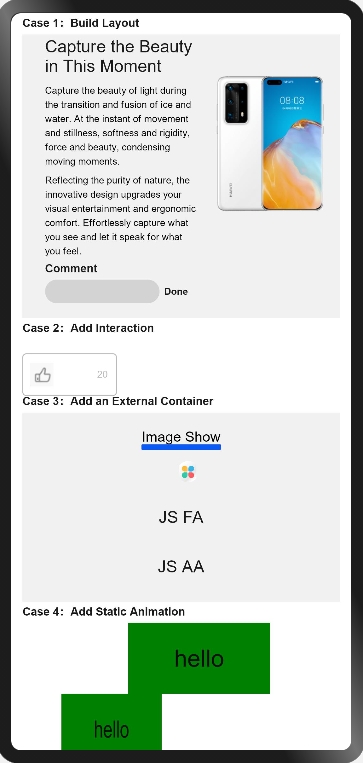 Case 1: Build Layout
Capture the Beauty
in This Moment
Capture the beauty of light during
the transition and fusion of ice and
water. At the instant of movement
and stillness, softness and rigidity,
force and beauty, condensing
moving moments.
08:08
HUAWEI
Reflecting the purity of nature, the
innovative design upgrades your
visual entertainment and ergonomic
comfort. Effortlessly capture what
you see and let it speak for what
you feel.
Comment
Done
Case 2: Add Interaction
20
Case 3: Add an External Container
Image Show
JS FA
JS AA
Case 4: Add Static Animation
hello
hello